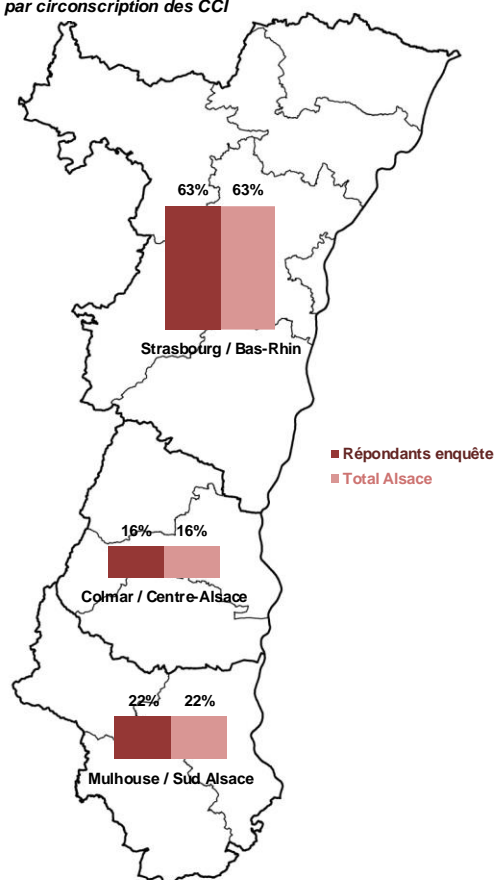 par circonscription des CCI
63% 63%
Strasbourg / Bas-Rhin
Répondants enquête
Total Alsace
16% 16%
Colmar / Centre-Alsace
22% 22%
Mulhouse / Sud Alsace